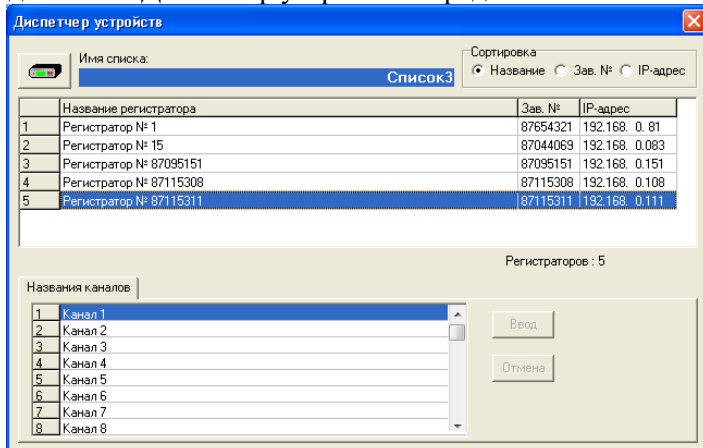 Диспетчер устройств
Имя списка:
Список3
Сортировка
Название Зав. № IP-адрес
Название регистратора Зав. № IP-адрес
1 Регистратор № 1 87654321 192.168. 0. 81
2 Регистратор № 15 87044069 192.168. 0.083
3 Регистратор № 87095151 87095151 192.168. 0.151
4 Регистратор № 87115308 87115308 192.168. 0.108
5 Регистратор № 87115311 87115311 192.168. 0.111
Регистраторов : 5
Названия каналов
1 Канал 1
2 Канал 2
3 Канал 3
4 Канал 4
5 Канал 5
6 Канал 6
7 Канал 7
8 Канал 8
Ввод
Отмена